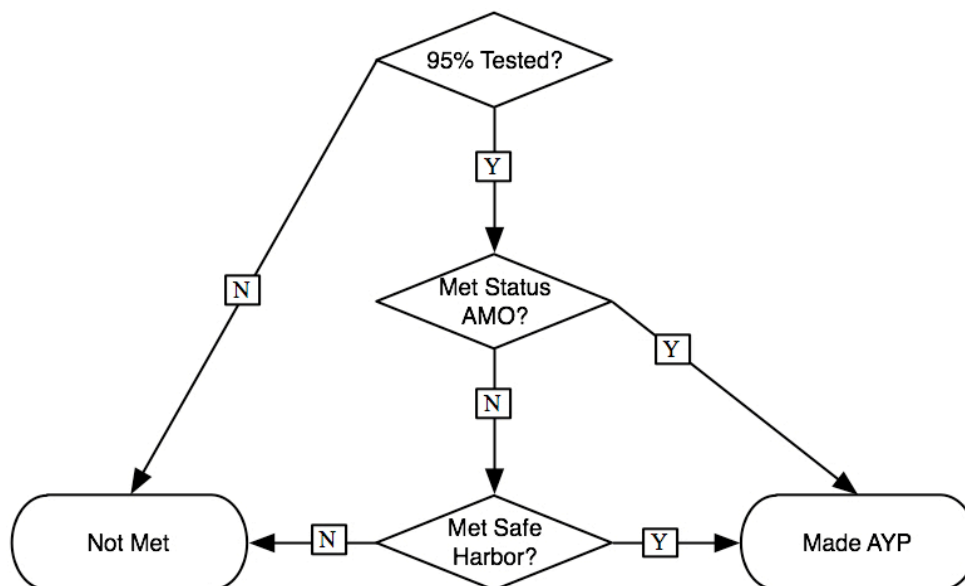 95% Tested?
Y
N
Met Status
AMO?
Y
N
Not Met
N
Met Safe
Harbor?
Y
Made AYP